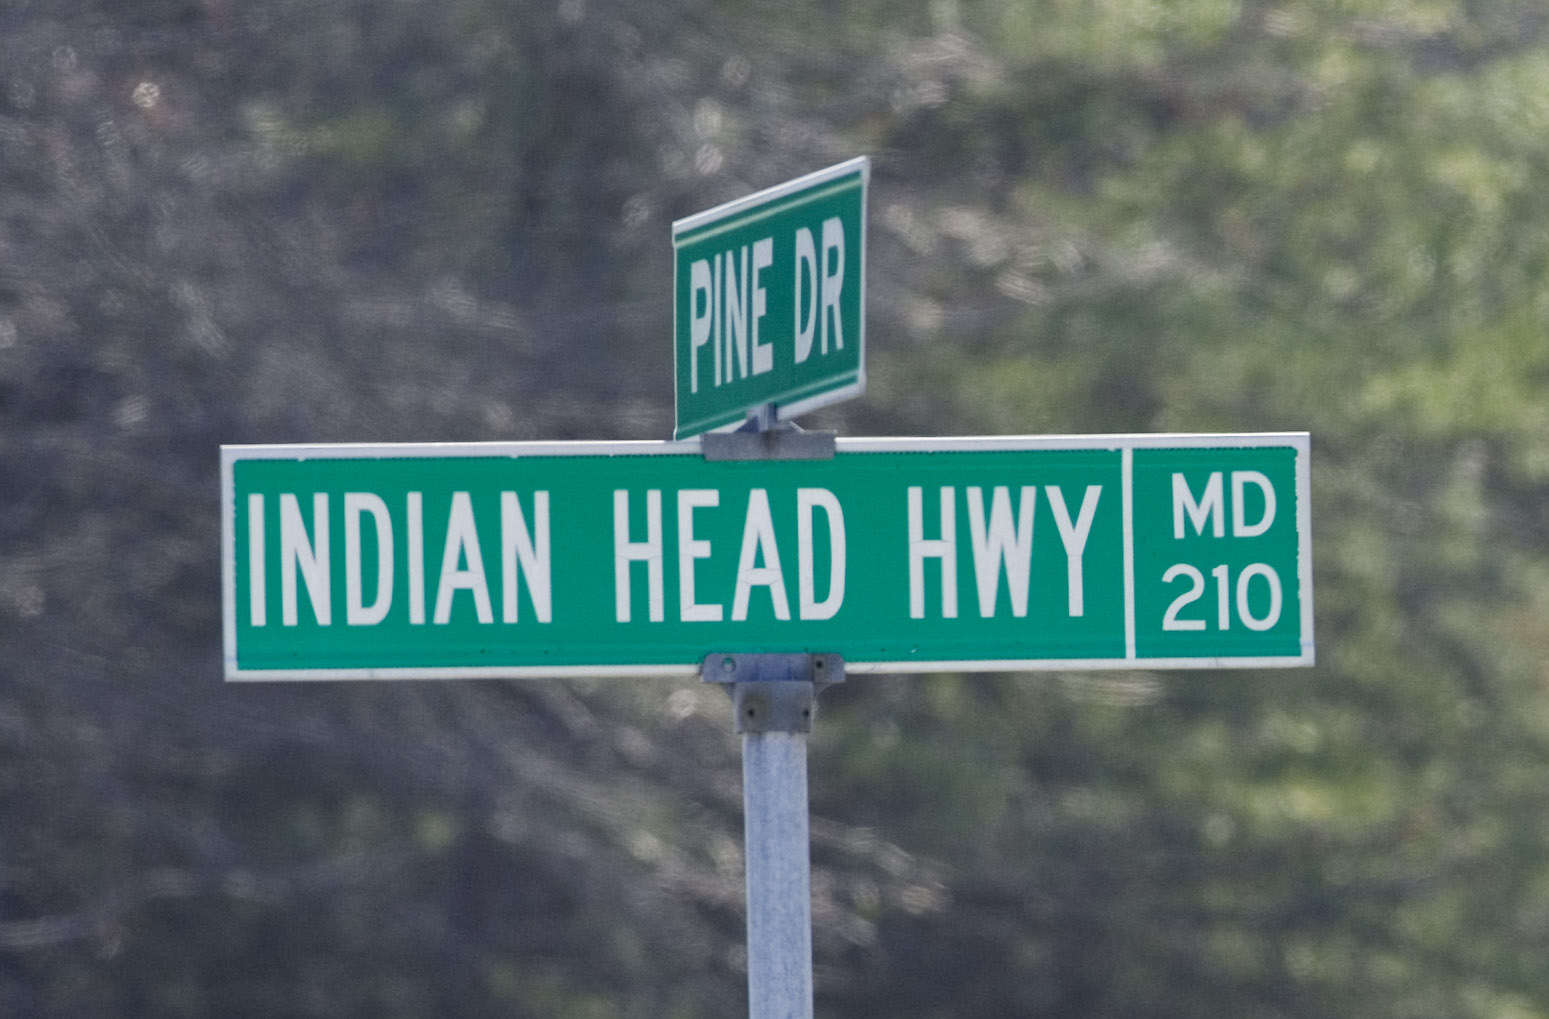 PINE DR
INDIAN HEAD HWY
MD
210